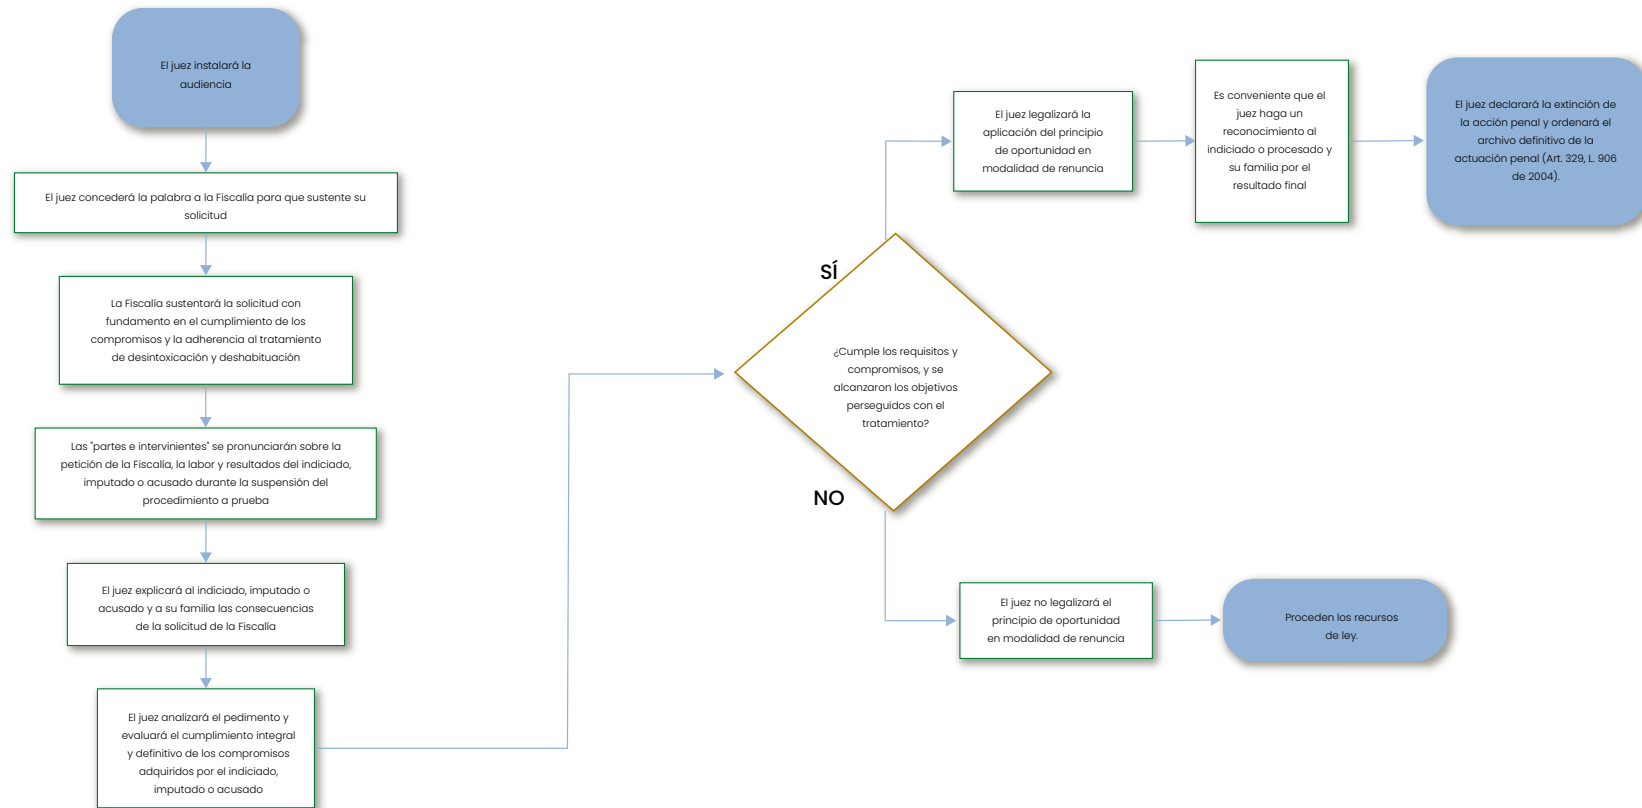 El juez instalará la
audiencia
El juez concederá la palabra a la Fiscalía para que sustente su
solicitud
La Fiscalía sustentará la solicitud con
fundamento en el cumplimiento de los
compromisos y la adherencia al tratamiento
de desintoxicación y deshabituación
Las "partes e intervinientes" se pronunciarán sobre la
petición de la Fiscalía, la labor y resultados del indiciado,
imputado o acusado durante la suspensión del
procedimiento a prueba
El juez explicará al indiciado, imputado o
acusado y a su familia las consecuencias
de la solicitud de la Fiscalía
El juez analizará el pedimento y
evaluará el cumplimiento integral
y definitivo de los compromisos
adquiridos por el indiciado,
imputado o acusado
¿Cumple los requisitos y
compromisos, y se
alcanzaron los objetivos
perseguidos con el
tratamiento?
SÍ
El juez legalizará la
aplicación del principio
de oportunidad en
modalidad de renuncia
Es conveniente que el
juez haga un
reconocimiento al
indiciado o procesado y
su familia por el
resultado final
El juez declarará la extinción de
la acción penal y ordenará el
archivo definitivo de la
actuación penal (Art. 329, L. 906
de 2004).
NO
El juez no legalizará el
principio de oportunidad
en modalidad de renuncia
Proceden los recursos
de ley.